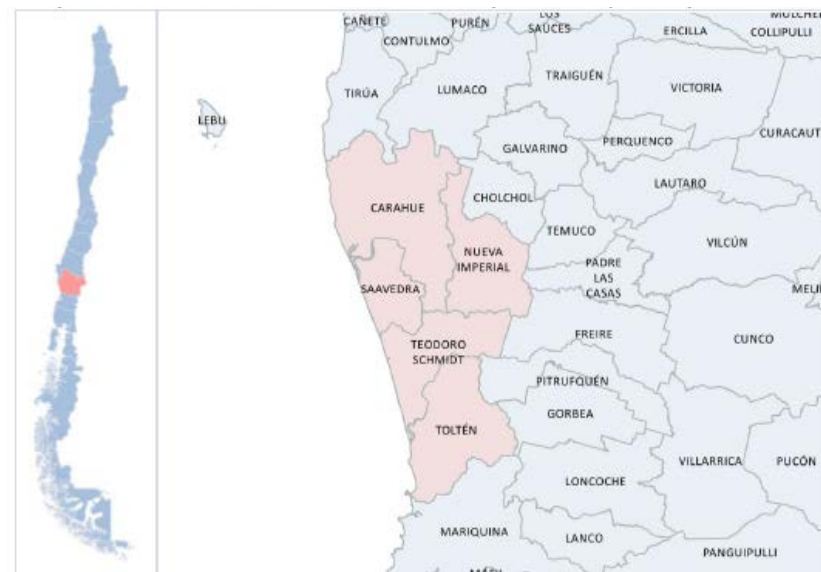 CAÑETE
PURÉN
LOS
SAUCES
ERCILLA
COLLIPULLI
CONTULMO
TIRÚA
LUMACO
TRAIGUÉN
VICTORIA
LEBU
GALVARINO
PERQUENCO
CURACAUT
LAUTARO
CARAHUE
CHOLCHOL
TEMUCO
VILCÚN
NUEVA
IMPERIAL
PADRE
LAS
CASAS
SAAVEDRA
TEODORO
SCHMIDT
FREIRE
CUNCO
PITRUFQUÉN
GORBEA
TOLTÉN
VILLARRICA
PUCÓN
LONCOCHE
MARIQUINA
LANCO
PANGUIPULLI